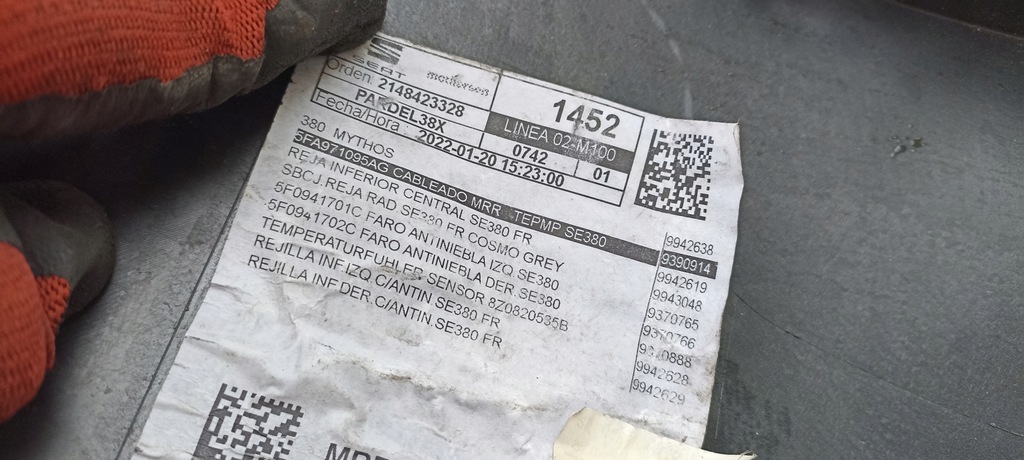 SEAT motherson
1452
Orden: 2148423328
LINEA 02-M100
PARDEL38X
0742 01
Fecha/Hora : 2022-01-20 15:23:00
380 MYTHOS 9942638
5FA971095AG CABLEADO MRR - TEPMP SE380 9390914
REJA INFERIOR CENTRAL SE380 FR 9942619
SBCJ.REJA RAD SE380 FR COSMO GREY 9943048
5F0941701C FARO ANTINIEBLA IZQ SE380 9370765
5F0941702C FARO ANTINIEBLA DER SE380 9370766
TEMPERATURFUHLER SENSOR 8Z0820535B
REJILLA INF.IZQ C/ANTIN SE380 FR 9942628
REJILLA INF DER.C/ANTIN.SE380 FR 9942629